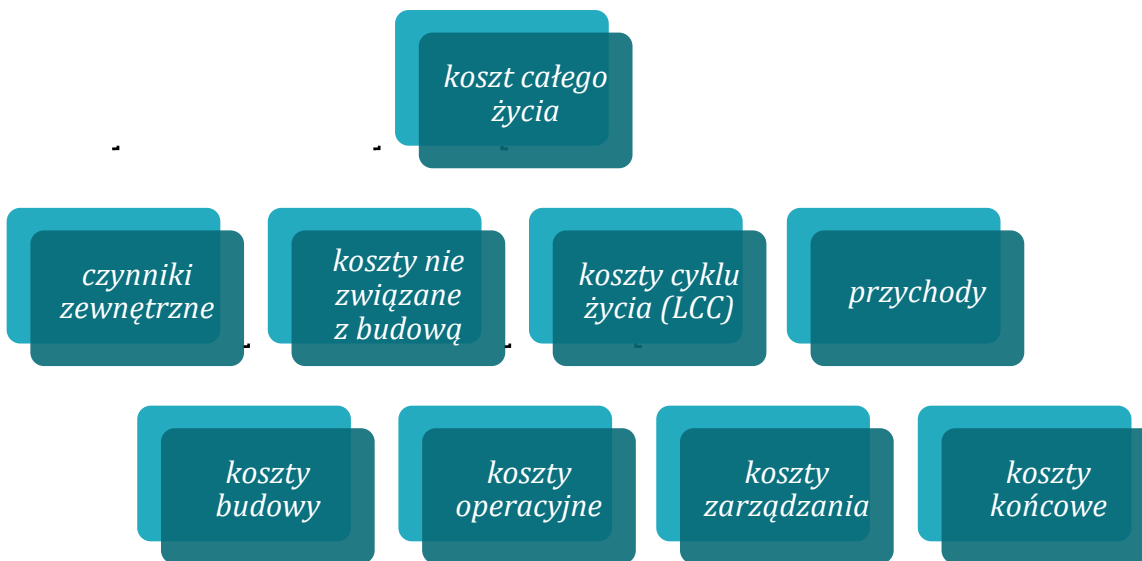 koszt całego
życia
czynniki
zewnętrzne
koszty nie
związane
z budową
koszty cyklu
życia (LCC)
przychody
koszty
budowy
koszty
operacyjne
koszty
zarządzania
koszty
końcowe